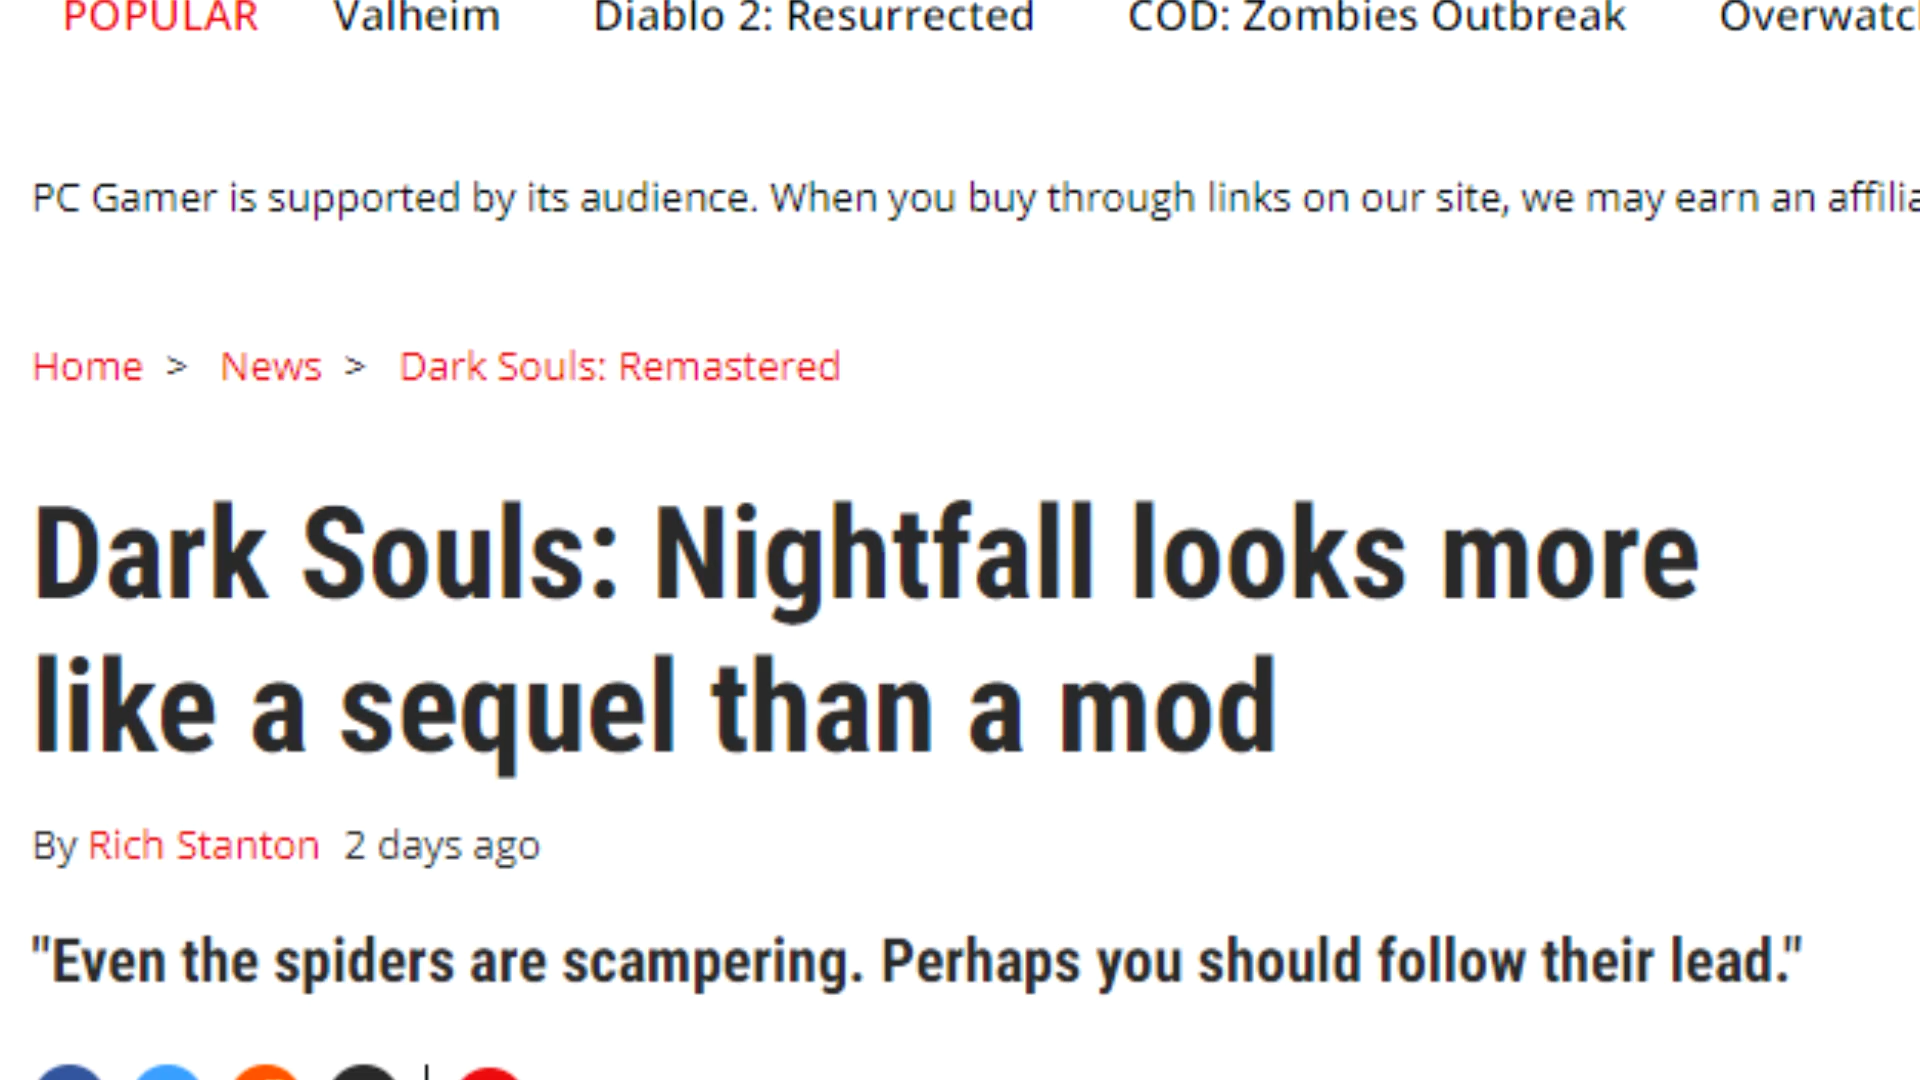 POPULAR Valheim Diablo 2: Resurrected COD: Zombies Outbreak
PC Gamer is supported by its audience. When you buy through links on our site, we may earn an
Home > News > Dark Souls: Remastered
Dark Souls: Nightfall looks more
like a sequel than a mod
By Rich Stanton 2 days ago
"Even the spiders are scampering. Perhaps you should follow their lead."